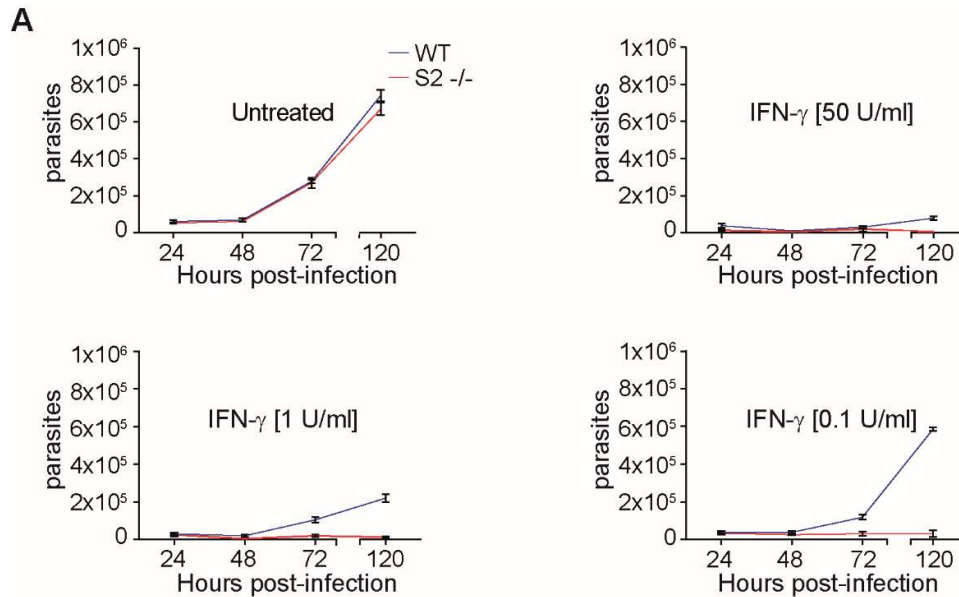 A
1x10⁶
8x10⁵
6x10⁵
4x10⁵
2x10⁵
0
parasites
Untreated
WT
S2 -/-
24 48 72 120
Hours post-infection
1x10⁶
8x10⁵
6x10⁵
4x10⁵
2x10⁵
0
parasites
IFN-γ [50 U/ml]
24 48 72 120
Hours post-infection
1x10⁶
8x10⁵
6x10⁵
4x10⁵
2x10⁵
0
parasites
IFN-γ [1 U/ml]
24 48 72 120
Hours post-infection
1x10⁶
8x10⁵
6x10⁵
4x10⁵
2x10⁵
0
parasites
IFN-γ [0.1 U/ml]
24 48 72 120
Hours post-infection